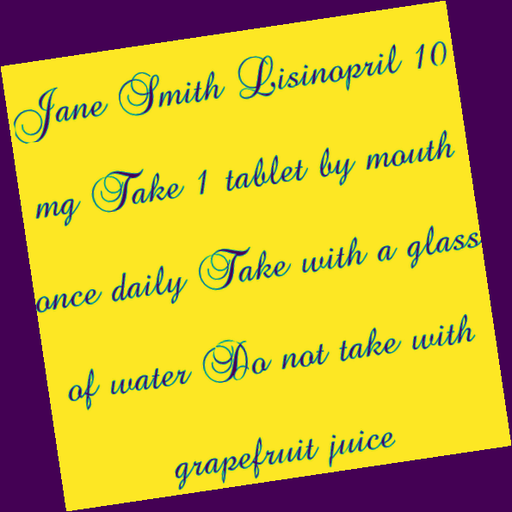 Jane Smith Lisinopril 10
mg Take 1 tablet by mouth
once daily Take with a glass
of water Do not take with
grapefruit juice